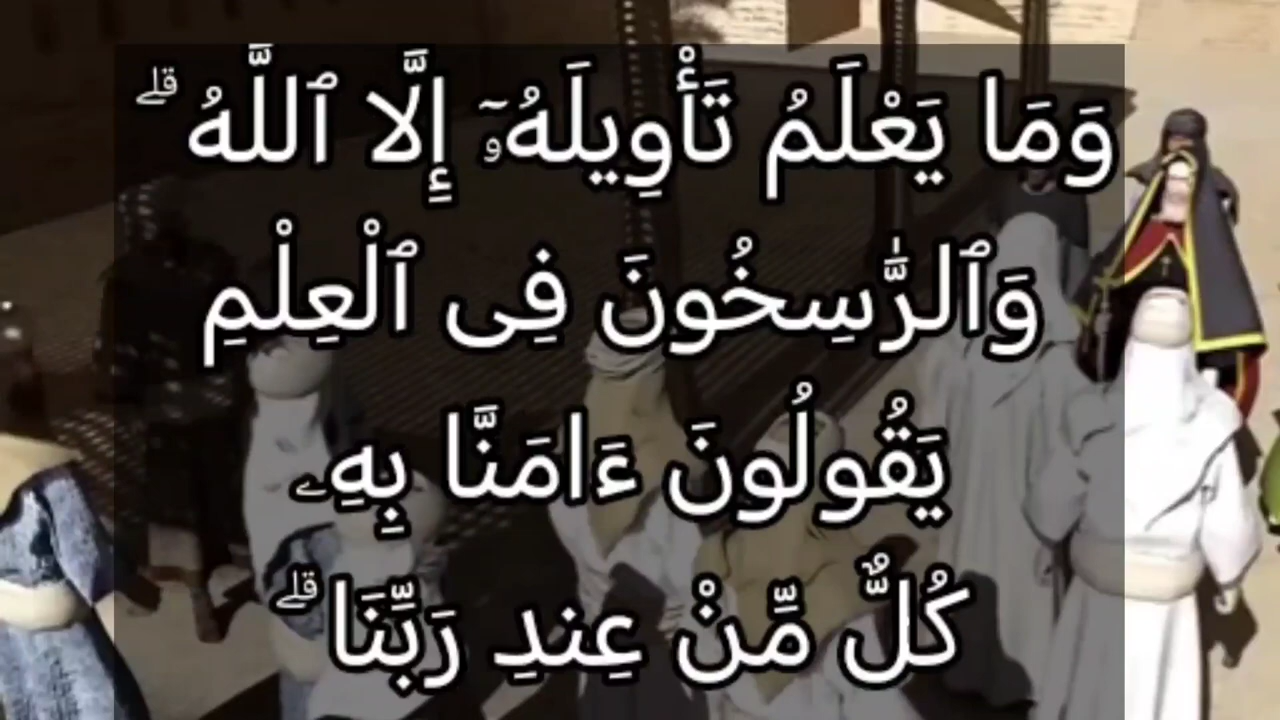 وَمَا يَعْلَمُ تَأْوِيلَهُۥٓ إِلَّا ٱللَّهُ ۗ
وَٱلرَّٰسِخُونَ فِى ٱلْعِلْمِ
يَقُولُونَ ءَامَنَّا بِهِۦ
كُلٌّ مِّنْ عِندِ رَبِّنَا ۗ